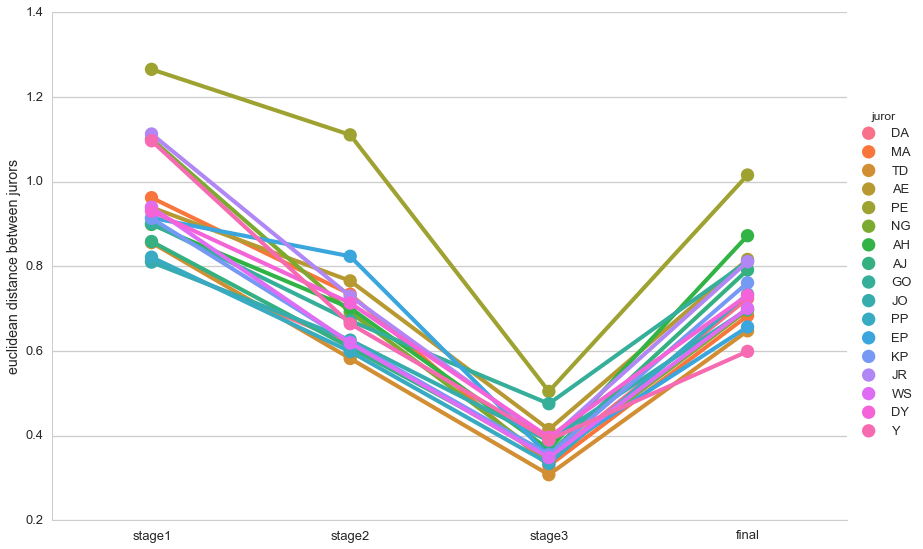 1.4
1.2
1.0
0.8
0.6
0.4
0.2
euclidean distance between jurors
stage1
stage2
stage3
final
juror
DA
MA
TD
AE
PE
NG
AH
AJ
GO
JO
PP
EP
KP
JR
WS
DY
Y